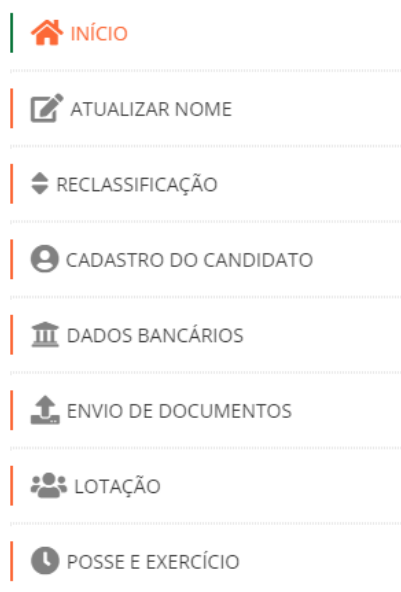 INÍCIO
ATUALIZAR NOME
RECLASSIFICAÇÃO
CADASTRO DO CANDIDATO
DADOS BANCÁRIOS
ENVIO DE DOCUMENTOS
LOTAÇÃO
POSSE E EXERCÍCIO